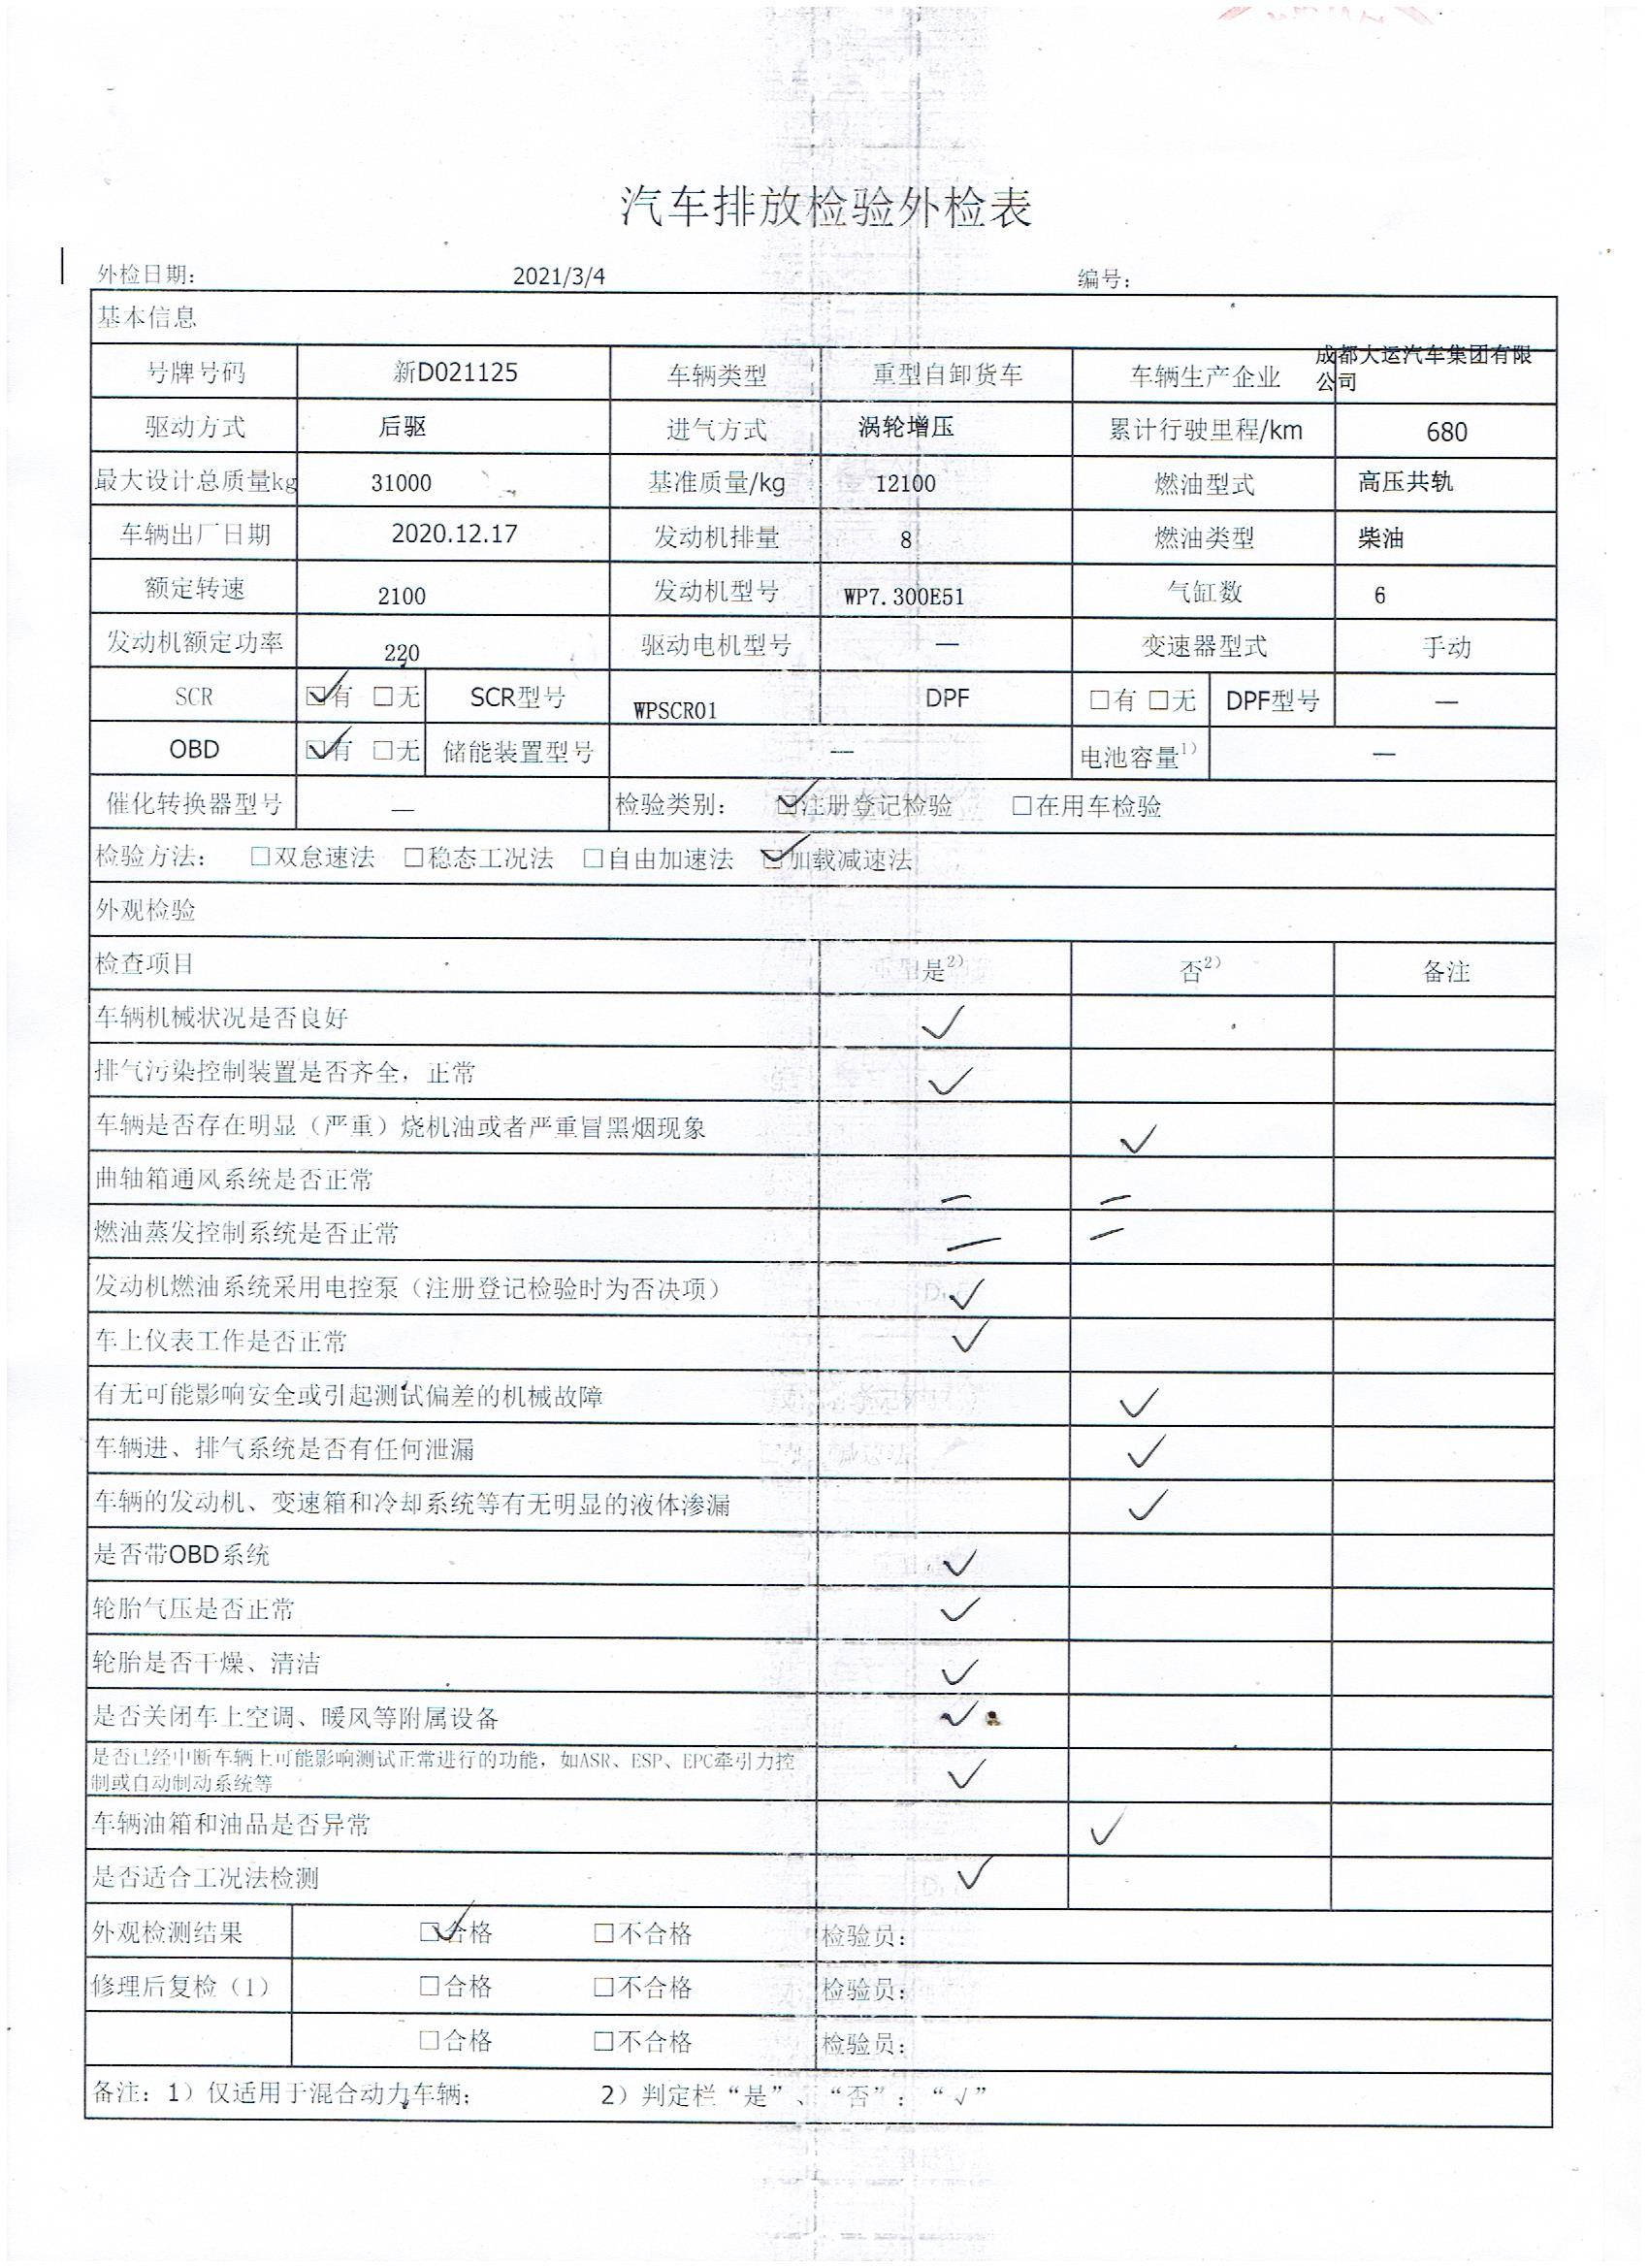 汽车排放检验外检表
外检日期： 2021/3/4 编号：
基本信息
号牌号码 新D021125 车辆类型 重型自卸货车 车辆生产企业 成都大运汽车集团有限
公司
驱动方式 后驱 进气方式 涡轮增压 累计行驶里程/km 680
最大设计总质量kg 31000 基准质量/kg 12100 燃油型式 高压共轨
车辆出厂日期 2020.12.17 发动机排量 8 燃油类型 柴油
额定转速 2100 发动机型号 WP7.300E51 气缸数 6
发动机额定功率 220 驱动电机型号 — 变速器型式 手动
SCR ☑有 □无 SCR型号 WPSCR01 DPF □有 □无 DPF型号 —
OBD ☑有 □无 储能装置型号 — 电池容量1） —
催化转换器型号 — 检验类别： ☑注册登记检验 □在用车检验
检验方法： □双怠速法 □稳态工况法 □自由加速法 ☑加载减速法
外观检验
检查项目 是2） 否2） 备注
车辆机械状况是否良好 ✓
排气污染控制装置是否齐全，正常 ✓
车辆是否存在明显（严重）烧机油或者严重冒黑烟现象 ✓
曲轴箱通风系统是否正常 — —
燃油蒸发控制系统是否正常 — —
发动机燃油系统采用电控泵（注册登记检验时为否决项） ✓
车上仪表工作是否正常 ✓
有无可能影响安全或引起测试偏差的机械故障 ✓
车辆进、排气系统是否有任何泄漏 ✓
车辆的发动机、变速箱和冷却系统等有无明显的液体渗漏 ✓
是否带OBD系统 ✓
轮胎气压是否正常 ✓
轮胎是否干燥、清洁 ✓
是否关闭车上空调、暖风等附属设备 ✓
是否已经中断车辆上可能影响测试正常进行的功能，如ASR、ESP、EPC牵引力控
制或自动制动系统等 ✓
车辆油箱和油品是否异常 ✓
是否适合工况法检测 ✓
外观检测结果 ☑合格 □不合格 检验员：
修理后复检（1） □合格 □不合格 检验员：
□合格 □不合格 检验员：
备注：1）仅适用于混合动力车辆； 2）判定栏“是”、“否”：“√”